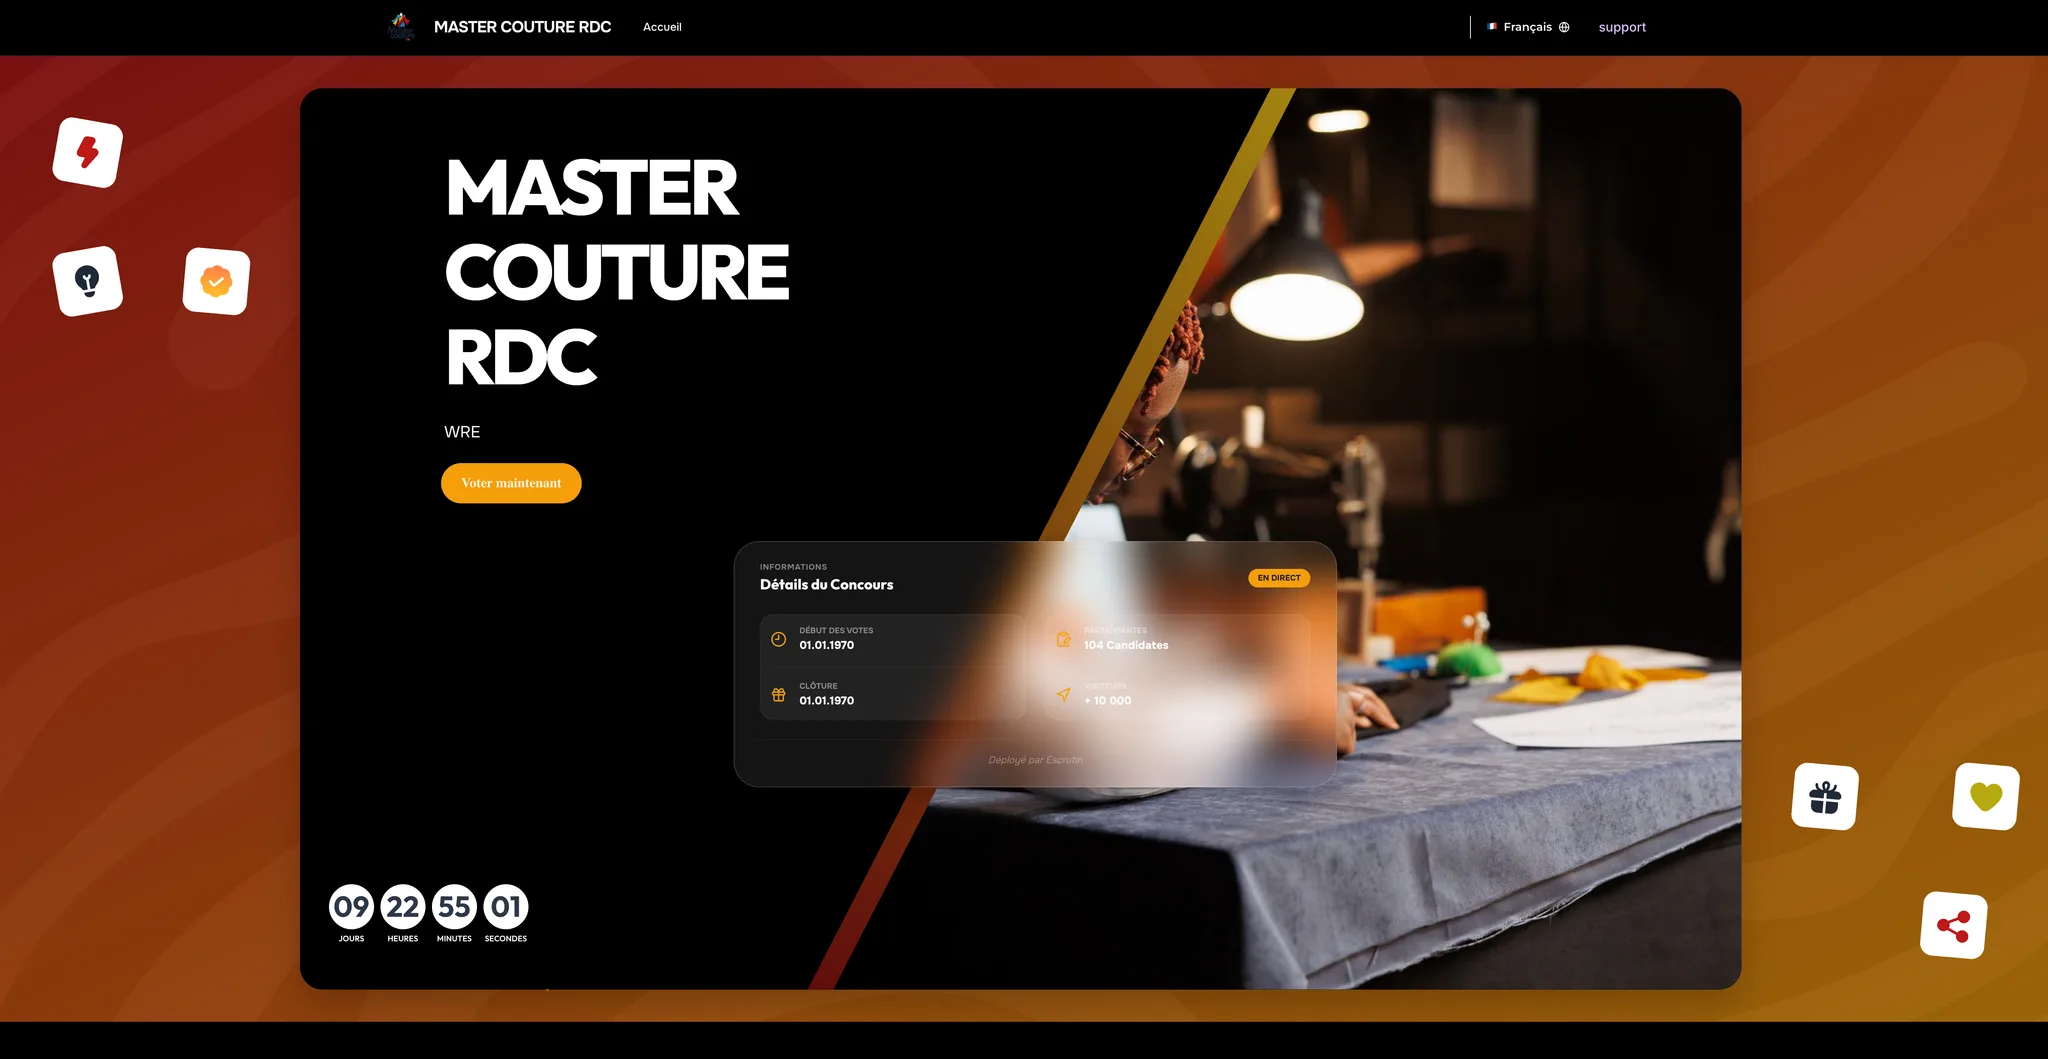 MASTER COUTURE RDC
Accueil
Français
support
MASTER
COUTURE
RDC
WRE
Voter maintenant
INFORMATIONS
Détails du Concours
EN DIRECT
DÉBUT DES VOTES
01.01.1970
PARTICIPANTES
104 Candidates
CLÔTURE
01.01.1970
VISITEURS
+ 10 000
Déployé par Escrutin
09 22 55 01
JOURS HEURES MINUTES SECONDES